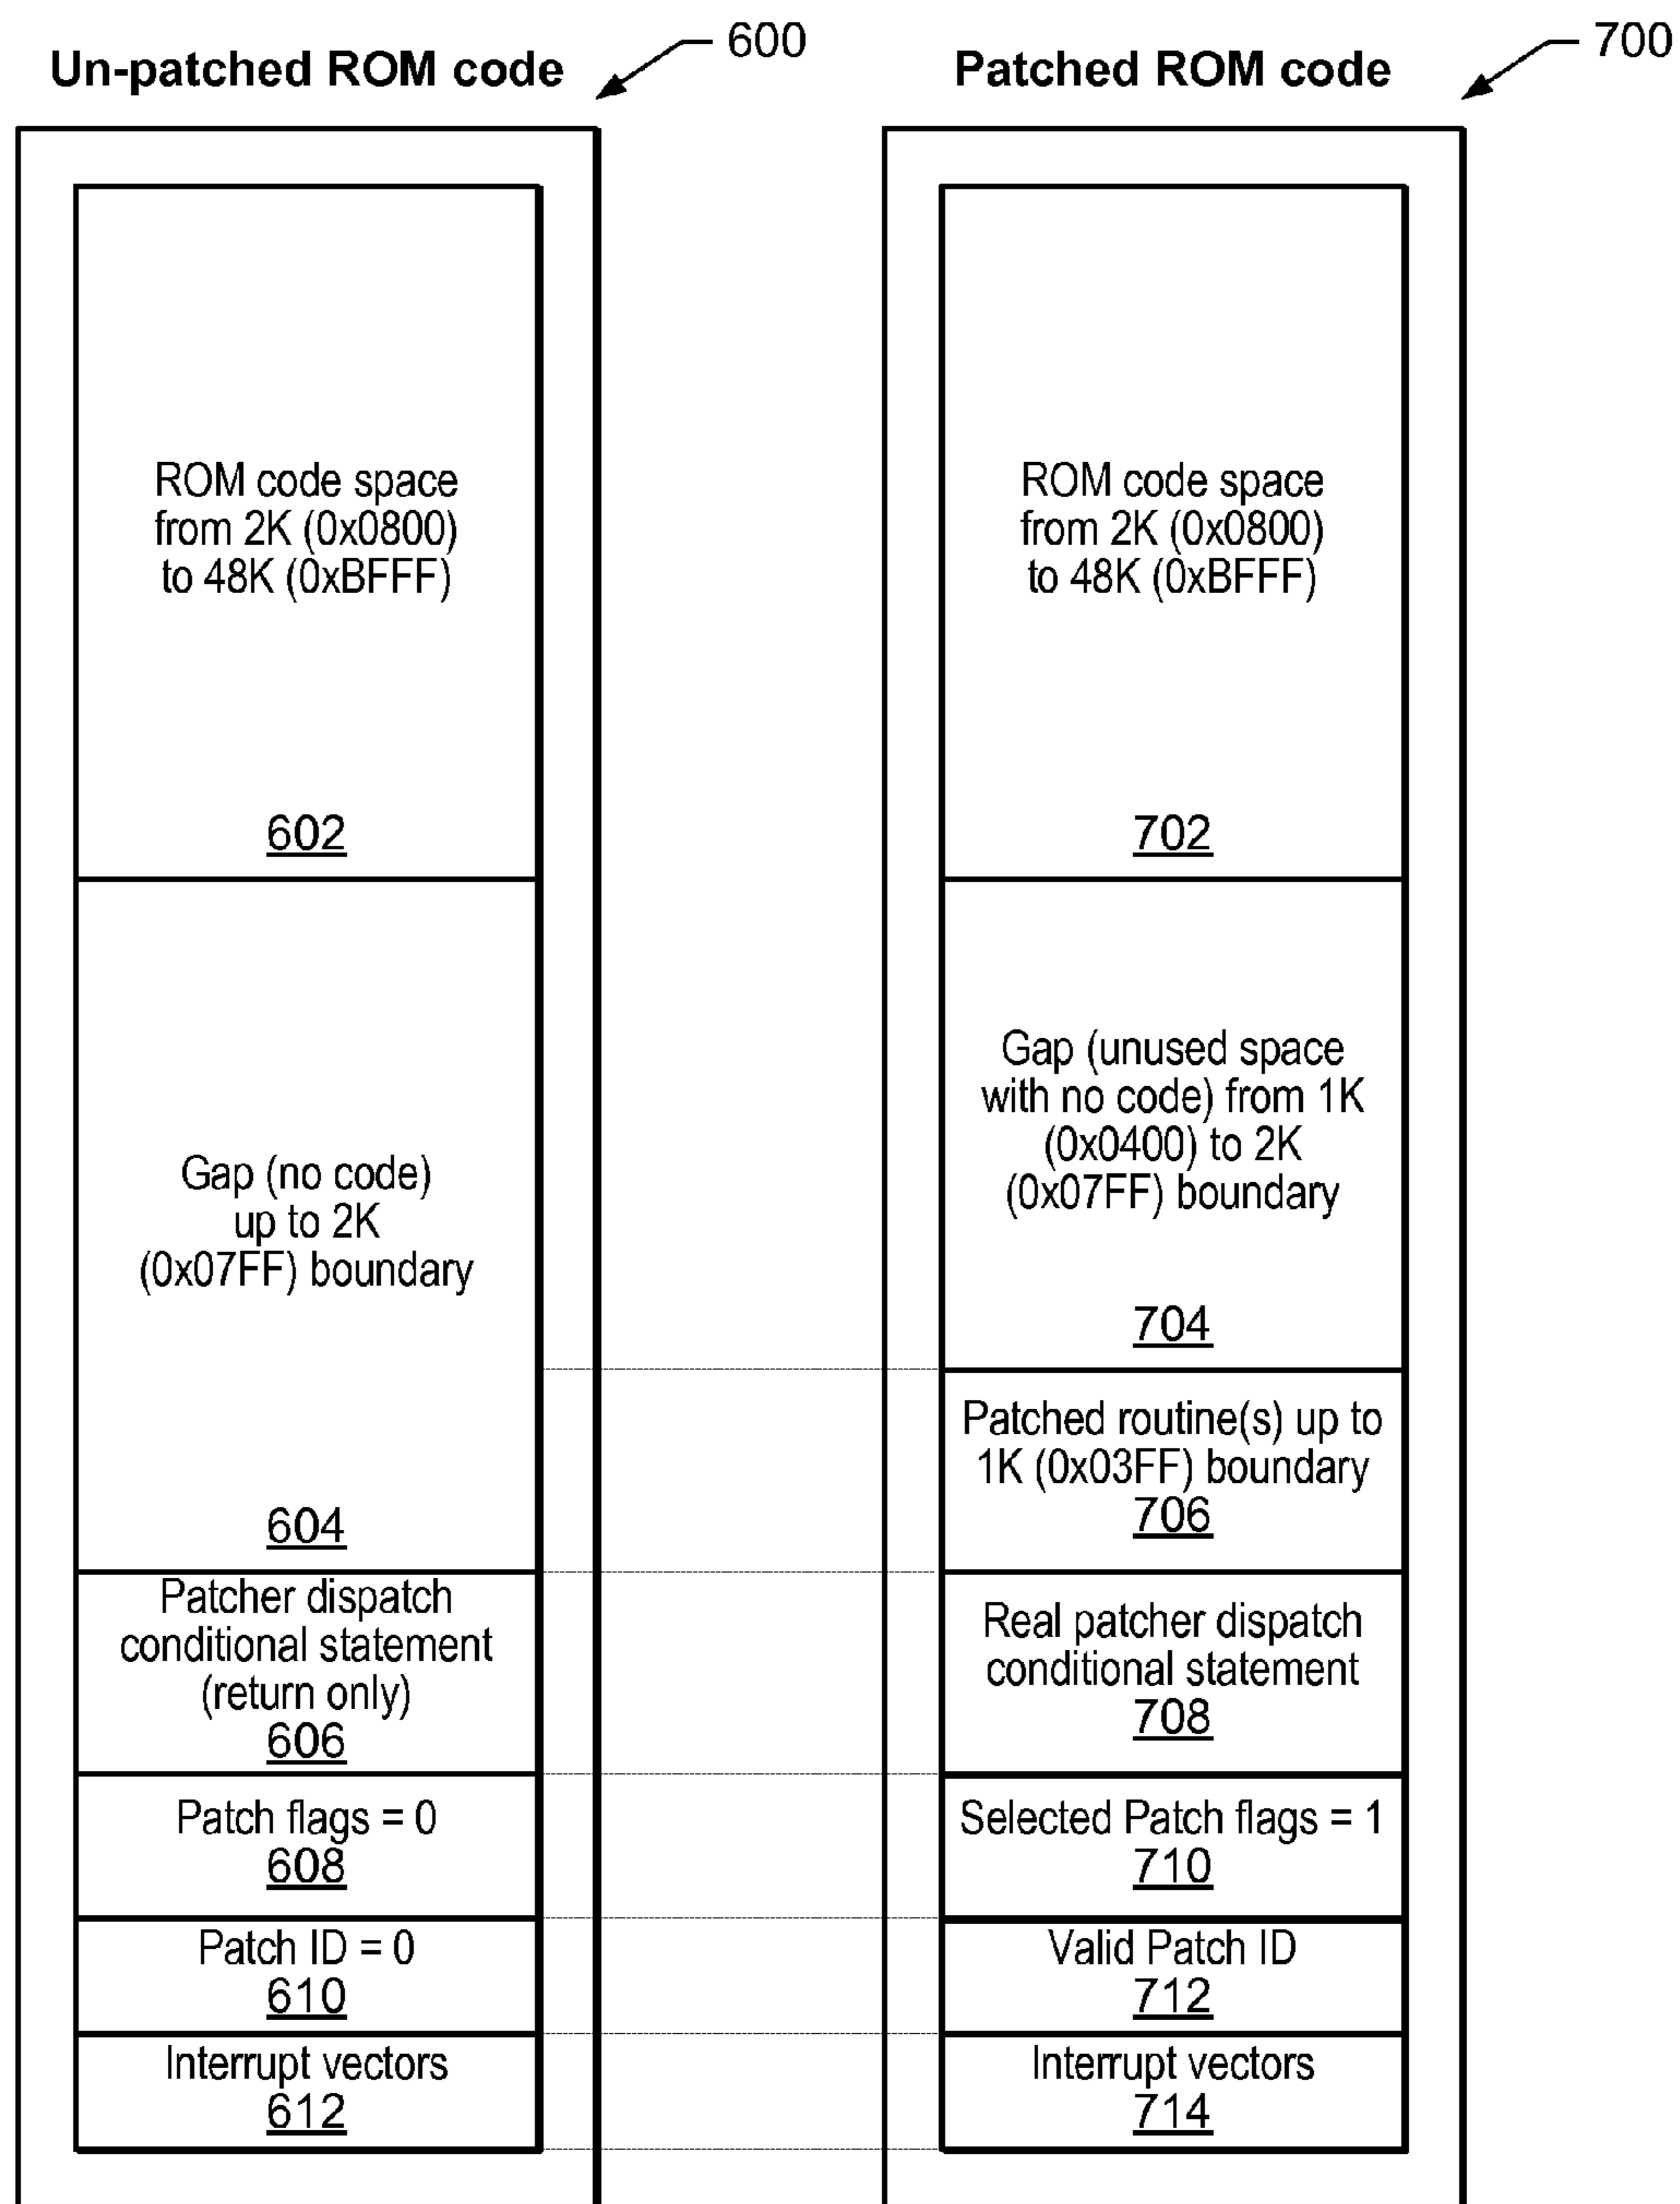 Un-patched ROM code
600
ROM code space
from 2K (0x0800)
to 48K (0xBFFF)
602
Gap (no code)
up to 2K
(0x07FF) boundary
604
Patcher dispatch
conditional statement
(return only)
606
Patch flags = 0
608
Patch ID = 0
610
Interrupt vectors
612
Patched ROM code
700
ROM code space
from 2K (0x0800)
to 48K (0xBFFF)
702
Gap (unused space
with no code) from 1K
(0x0400) to 2K
(0x07FF) boundary
704
Patched routine(s) up to
1K (0x03FF) boundary
706
Real patcher dispatch
conditional statement
708
Selected Patch flags = 1
710
Valid Patch ID
712
Interrupt vectors
714